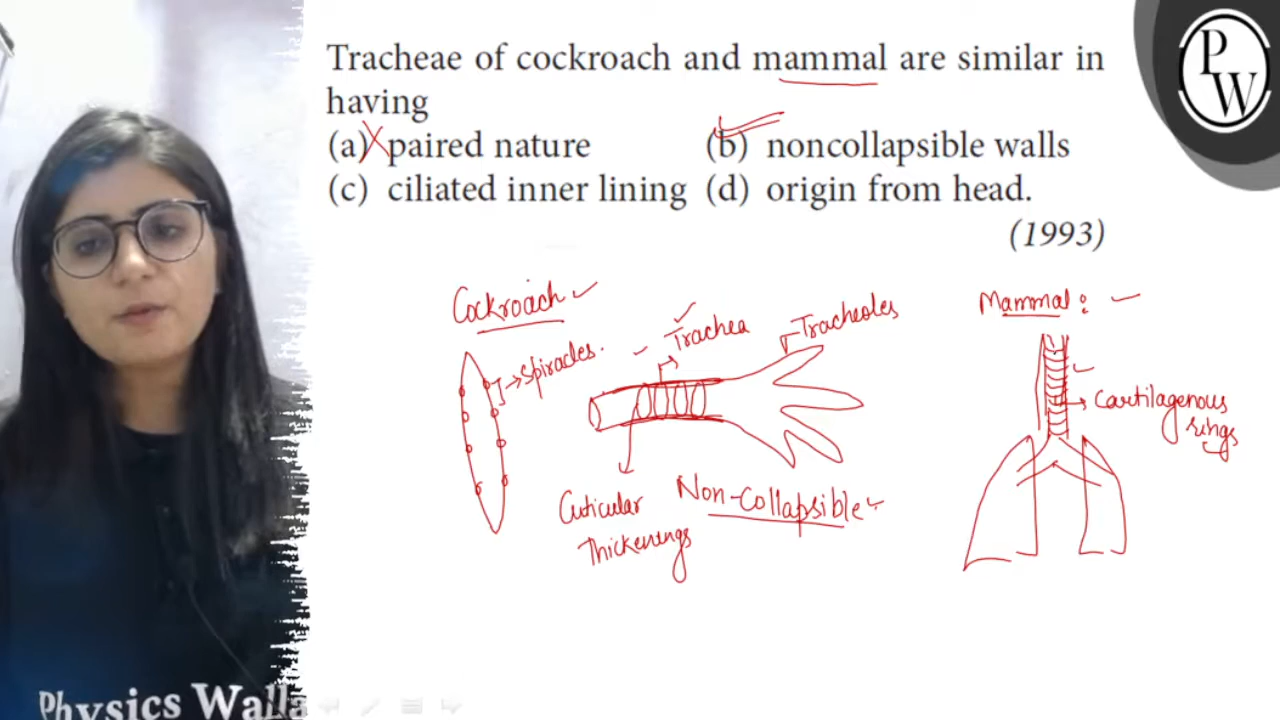 Tracheae of cockroach and mammal are similar in
having
(a) paired nature (b) noncollapsible walls
(c) ciliated inner lining (d) origin from head.
(1993)
PW
Cockroach
Spiracles.
Trachea
Tracheoles
Mammal :
Cartilagenous
rings
Cuticular
Thickenings
Non-Collapsible
Physics Walla